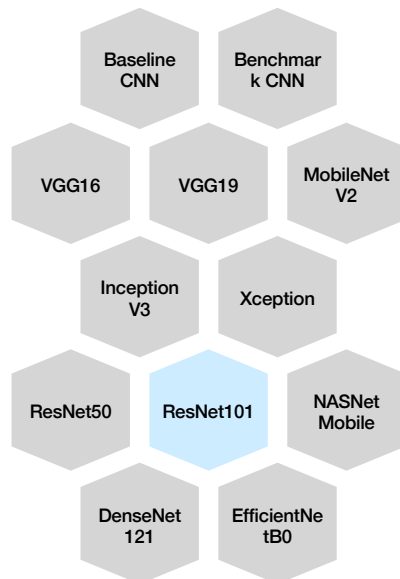 Baseline
CNN
Benchmar
k CNN
VGG16
VGG19
MobileNet
V2
Inception
V3
Xception
ResNet50
ResNet101
NASNet
Mobile
DenseNet
121
EfficientNe
tB0